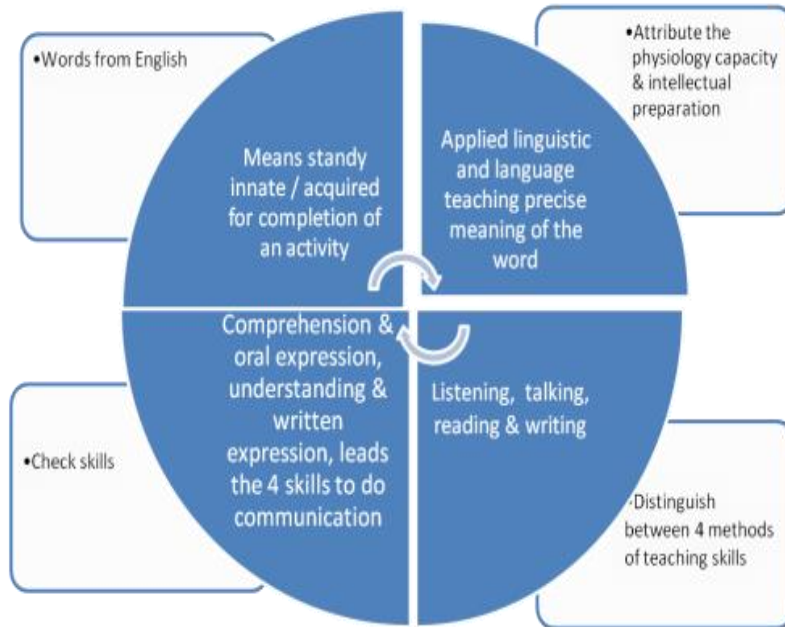 •Words from English
Means standy
innate / acquired
for completion of
an activity
•Attribute the
physiology capacity
& intellectual
preparation
Applied linguistic
and language
teaching precise
meaning of the
word
•Check skills
Comprehension &
oral expression,
understanding &
written
expression, leads
the 4 skills to do
communication
Listening, talking,
reading & writing
•Distinguish
between 4 methods
of teaching skills